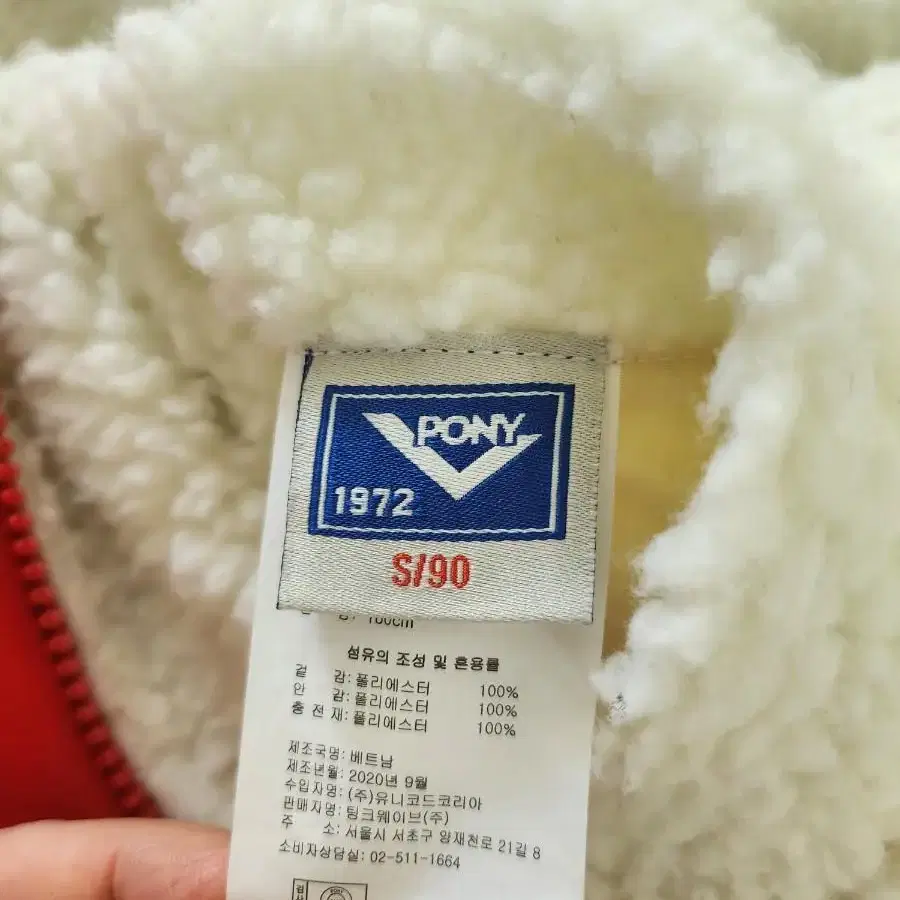 PONY
1972
S/90
160cm
섬유의 조성 및 혼용률
겉 감: 폴리에스터 100%
안 감: 폴리에스터 100%
충 전 재: 폴리에스터 100%
제조국명: 베트남
제조년월: 2020년 9월
수입자명: (주)유니코드코리아
판매자명: 팅크웨이브(주)
주 소: 서울시 서초구 양재천로 21길 8
소비자상담실: 02-511-1664